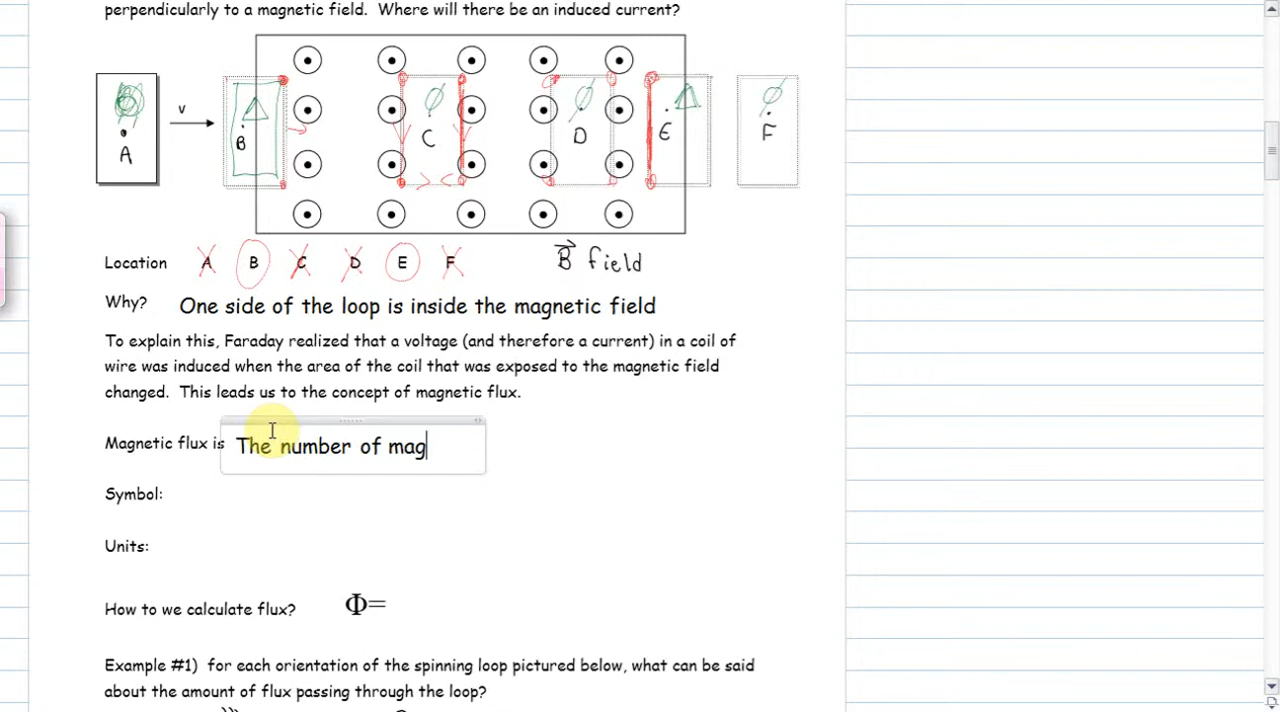 perpendicularly to a magnetic field. Where will there be an induced current?
v
A
B
C
D
E
F
Location A B C D E F
B field
Why? One side of the loop is inside the magnetic field
To explain this, Faraday realized that a voltage (and therefore a current) in a coil of
wire was induced when the area of the coil that was exposed to the magnetic field
changed. This leads us to the concept of magnetic flux.
Magnetic flux is The number of mag
Symbol:
Units:
How to we calculate flux? Φ=
Example #1) for each orientation of the spinning loop pictured below, what can be said
about the amount of flux passing through the loop?